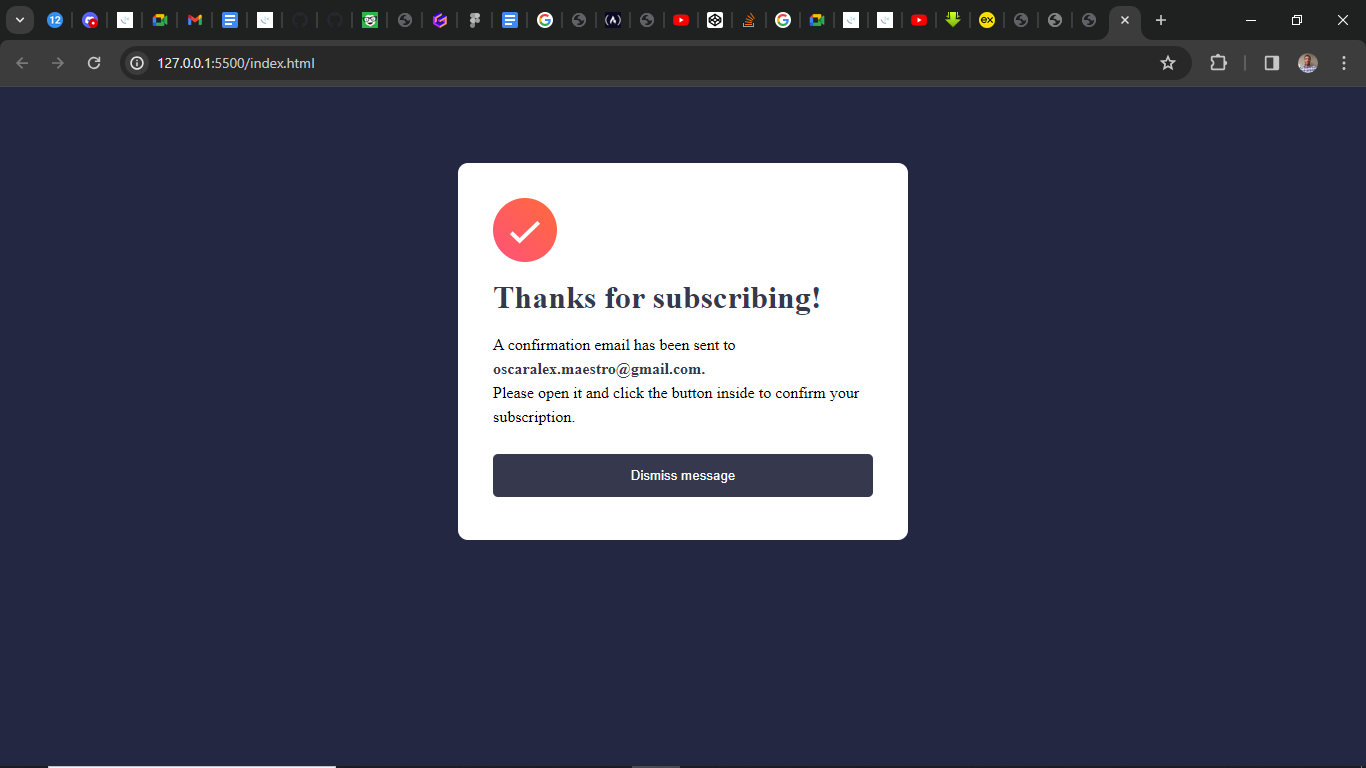 12
ex
127.0.0.1:5500/index.html
Thanks for subscribing!
A confirmation email has been sent to
oscaralex.maestro@gmail.com.
Please open it and click the button inside to confirm your
subscription.
Dismiss message